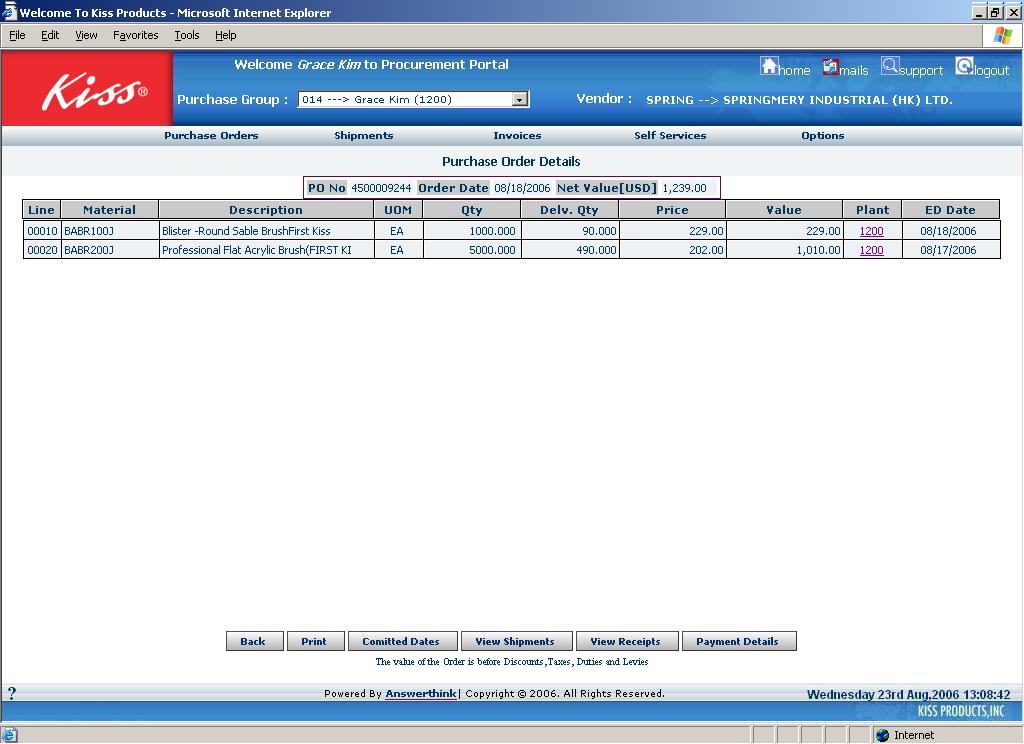 Welcome To Kiss Products - Microsoft Internet Explorer
File Edit View Favorites Tools Help
Kiss®
Welcome Grace Kim to Procurement Portal
home mails support logout
Purchase Group : 014 ---> Grace Kim (1200) Vendor : SPRING --> SPRINGMERY INDUSTRIAL (HK) LTD.
Purchase Orders Shipments Invoices Self Services Options
Purchase Order Details
PO No 4500009244 Order Date 08/18/2006 Net Value[USD] 1,239.00
Line Material Description UOM Qty Delv. Qty Price Value Plant ED Date
00010 BABR100J Blister -Round Sable BrushFirst Kiss EA 1000.000 90.000 229.00 229.00 1200 08/18/2006
00020 BABR200J Professional Flat Acrylic Brush(FIRST KI EA 5000.000 490.000 202.00 1,010.00 1200 08/17/2006
Back Print Comitted Dates View Shipments View Receipts Payment Details
The value of the Order is before Discounts,Taxes, Duties and Levies
? Powered By Answerthink | Copyright © 2006. All Rights Reserved. Wednesday 23rd Aug,2006 13:08:42
KISS PRODUCTS,INC
Internet